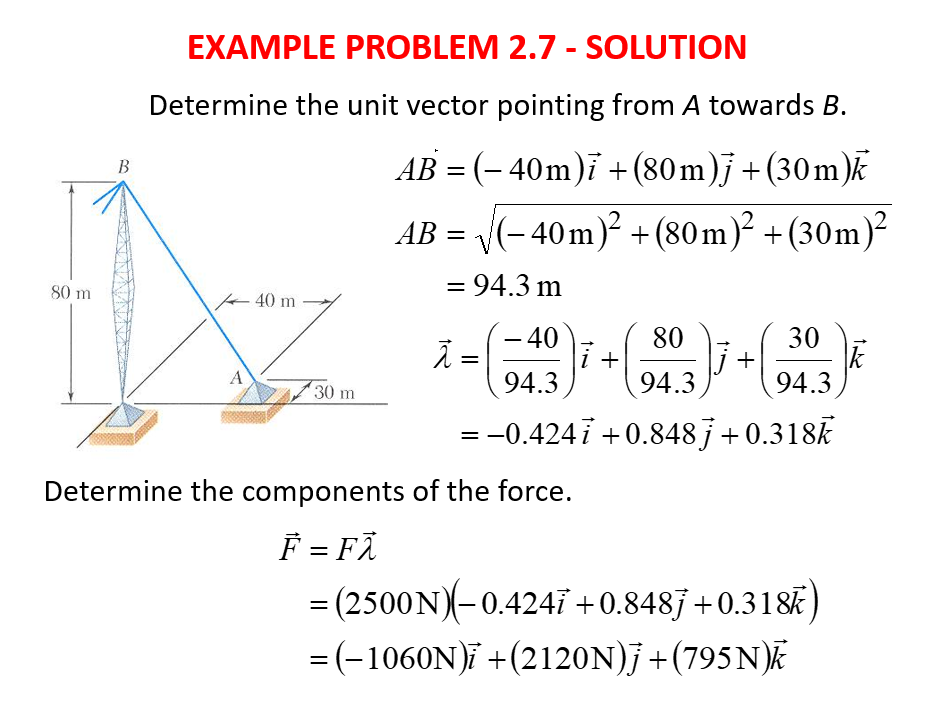 EXAMPLE PROBLEM 2.7 - SOLUTION
Determine the unit vector pointing from A towards B.
B
80 m
40 m
A
30 m
AB⃗ = (− 40 m) i⃗ + (80 m) j⃗ + (30 m) k⃗
AB = √((− 40 m)² + (80 m)² + (30 m)²)
= 94.3 m
λ⃗ = (− 40 / 94.3) i⃗ + (80 / 94.3) j⃗ + (30 / 94.3) k⃗
= −0.424 i⃗ + 0.848 j⃗ + 0.318k⃗
Determine the components of the force.
F⃗ = Fλ⃗
= (2500 N)(− 0.424i⃗ + 0.848j⃗ + 0.318k⃗)
= (−1060N)i⃗ + (2120N) j⃗ + (795 N)k⃗